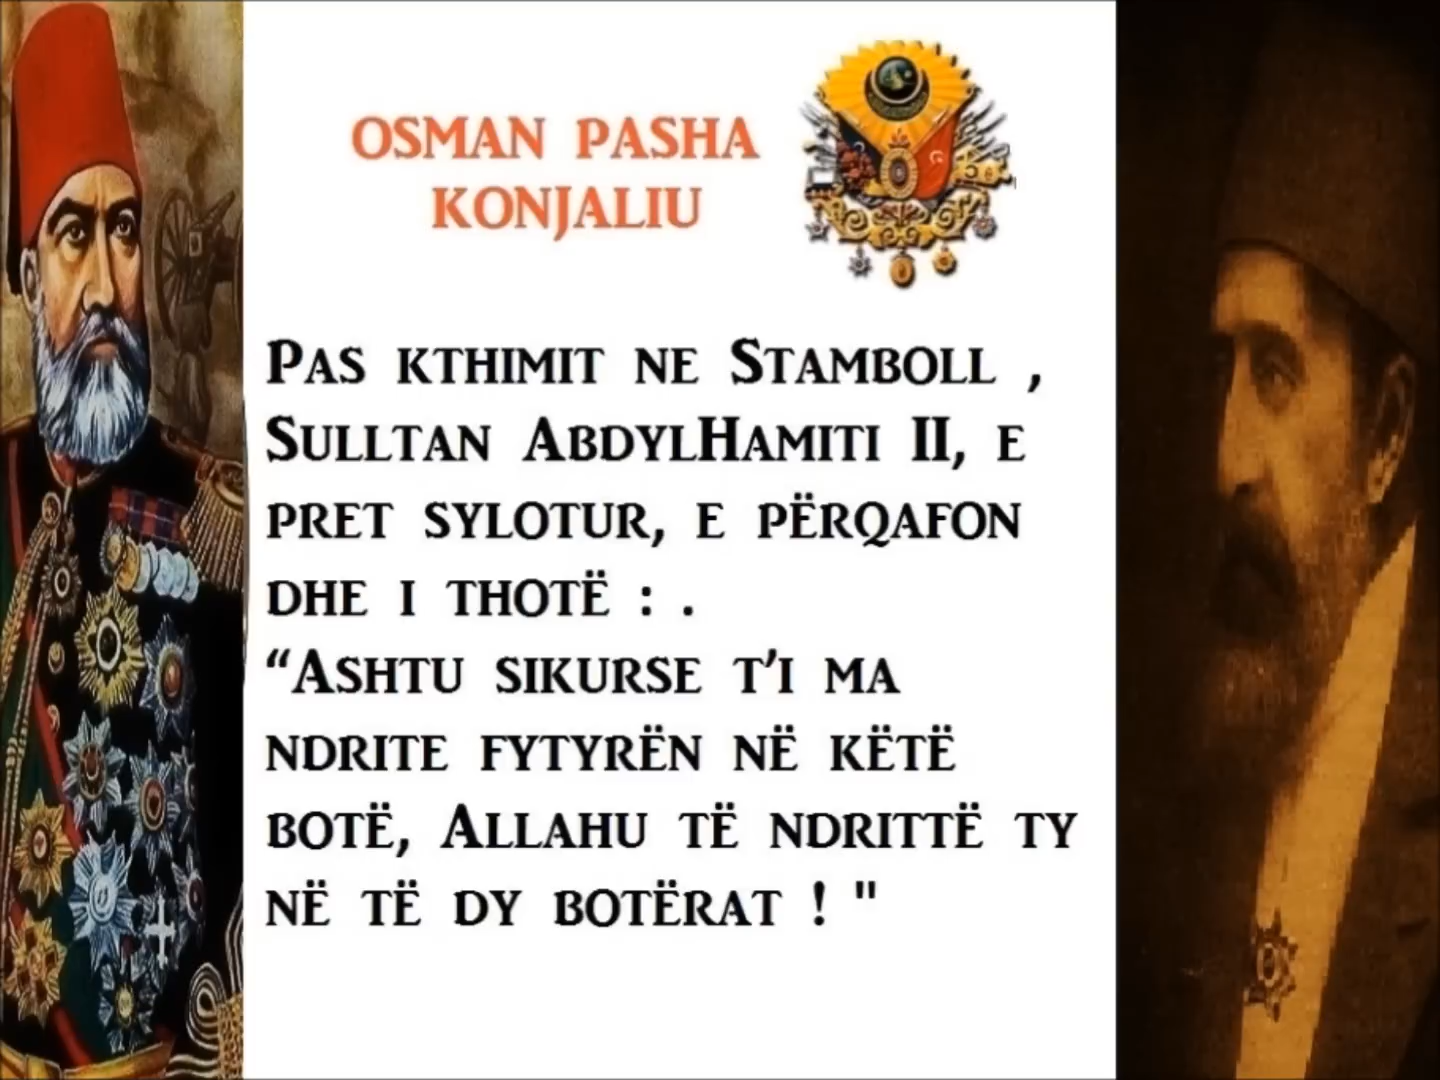 OSMAN PASHA
KONJALIU
PAS KTHIMIT NE STAMBOLL ,
SULLTAN ABDYLHAMITI II, E
PRET SYLOTUR, E PËRQAFON
DHE I THOTË : .
“ASHTU SIKURSE T’I MA
NDRITE FYTYRËN NË KËTË
BOTË, ALLAHU TË NDRITTË TY
NË TË DY BOTËRAT ! "